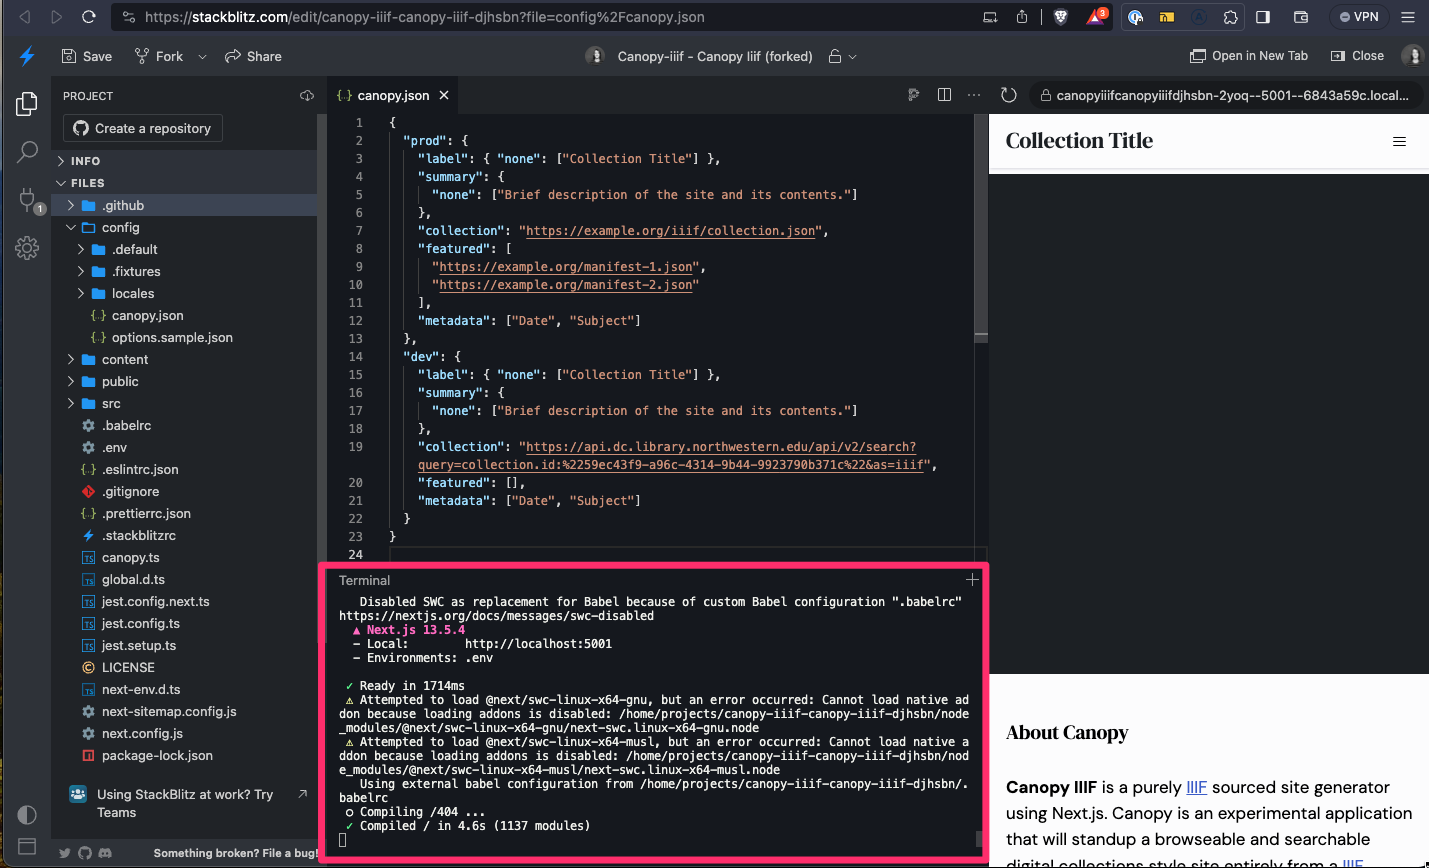 https://stackblitz.com/edit/canopy-iiif-canopy-iiif-djhsbn?file=config%2Fcanopy.json
3
VPN
Save
Fork
Share
Canopy-iiif - Canopy Iiif (forked)
Open in New Tab
Close
PROJECT
Create a repository
INFO
FILES
.github
config
.default
.fixtures
locales
{..} canopy.json
{..} options.sample.json
content
public
src
.babelrc
.env
{..} .eslintrc.json
.gitignore
{..} .prettierrc.json
.stackblitzrc
TS canopy.ts
TS global.d.ts
TS jest.config.next.ts
TS jest.config.ts
TS jest.setup.ts
LICENSE
TS next-env.d.ts
next-sitemap.config.js
next.config.js
package-lock.json
Using StackBlitz at work? Try
Teams
Something broken? File a bug!
1
{..} canopy.json
1 {
2 "prod": {
3 "label": { "none": ["Collection Title"] },
4 "summary": {
5 "none": ["Brief description of the site and its contents."]
6 },
7 "collection": "https://example.org/iiif/collection.json",
8 "featured": [
9 "https://example.org/manifest-1.json",
10 "https://example.org/manifest-2.json"
11 ],
12 "metadata": ["Date", "Subject"]
13 },
14 "dev": {
15 "label": { "none": ["Collection Title"] },
16 "summary": {
17 "none": ["Brief description of the site and its contents."]
18 },
19 "collection": "https://api.dc.library.northwestern.edu/api/v2/search?
query=collection.id:%2259ec43f9-a96c-4314-9b44-9923790b371c%22&as=iiif",
20 "featured": [],
21 "metadata": ["Date", "Subject"]
22 }
23 }
24
Terminal
Disabled SWC as replacement for Babel because of custom Babel configuration ".babelrc"
https://nextjs.org/docs/messages/swc-disabled
▲ Next.js 13.5.4
- Local: http://localhost:5001
- Environments: .env
✓ Ready in 1714ms
⚠ Attempted to load @next/swc-linux-x64-gnu, but an error occurred: Cannot load native ad
don because loading addons is disabled: /home/projects/canopy-iiif-canopy-iiif-djhsbn/node
_modules/@next/swc-linux-x64-gnu/next-swc.linux-x64-gnu.node
⚠ Attempted to load @next/swc-linux-x64-musl, but an error occurred: Cannot load native a
ddon because loading addons is disabled: /home/projects/canopy-iiif-canopy-iiif-djhsbn/nod
e_modules/@next/swc-linux-x64-musl/next-swc.linux-x64-musl.node
Using external babel configuration from /home/projects/canopy-iiif-canopy-iiif-djhsbn/.
babelrc
○ Compiling /404 ...
✓ Compiled / in 4.6s (1137 modules)
canopyiiifcanopyiiifdjhsbn-2yoq--5001--6843a59c.local...
Collection Title
About Canopy
Canopy IIIF is a purely IIIF sourced site generator
using Next.js. Canopy is an experimental application
that will standup a browseable and searchable
digital collections style site entirely from a IIIF